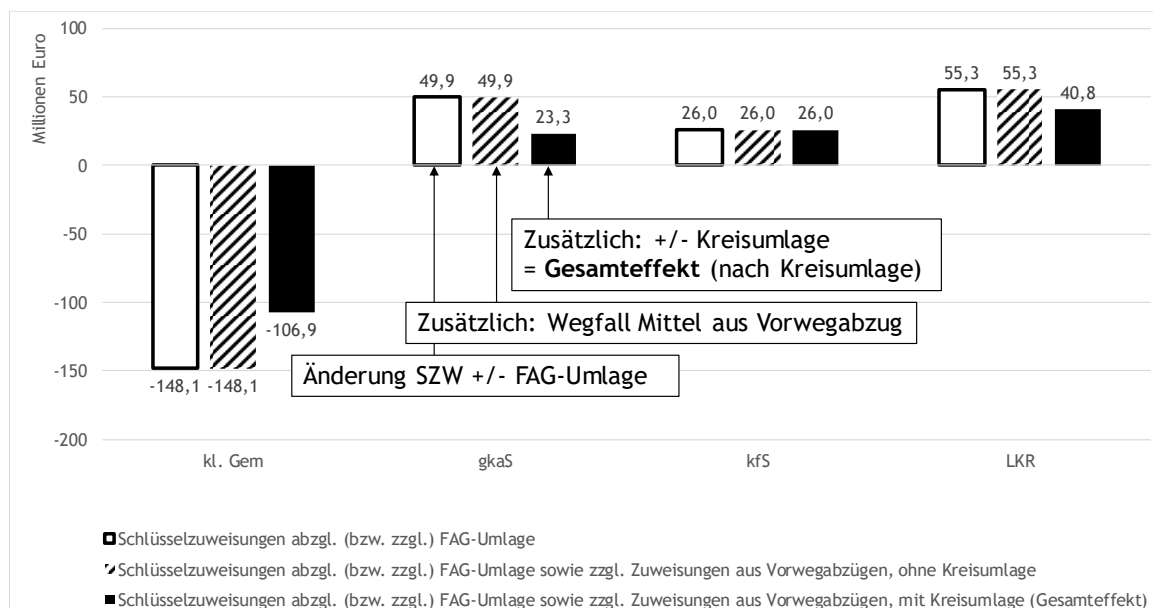 Millionen Euro
100
50
0
-50
-100
-150
-200
-148,1
-148,1
-106,9
49,9
49,9
23,3
26,0
26,0
26,0
55,3
55,3
40,8
Zusätzlich: +/- Kreisumlage
= Gesamteffekt (nach Kreisumlage)
Zusätzlich: Wegfall Mittel aus Vorwegabzug
Änderung SZW +/- FAG-Umlage
kl. Gem
gkaS
kfS
LKR
Schlüsselzuweisungen abzgl. (bzw. zzgl.) FAG-Umlage
Schlüsselzuweisungen abzgl. (bzw. zzgl.) FAG-Umlage sowie zzgl. Zuweisungen aus Vorwegabzügen, ohne Kreisumlage
Schlüsselzuweisungen abzgl. (bzw. zzgl.) FAG-Umlage sowie zzgl. Zuweisungen aus Vorwegabzügen, mit Kreisumlage (Gesamteffekt)